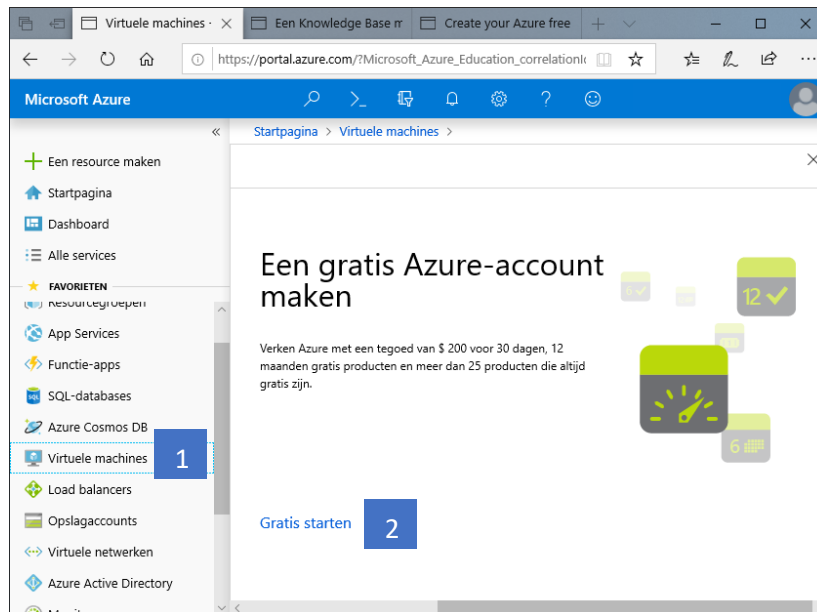 Virtuele machines ·
Een Knowledge Base m
Create your Azure free
https://portal.azure.com/?Microsoft_Azure_Education_correlationIc
Microsoft Azure
Startpagina > Virtuele machines >
Een resource maken
Startpagina
Dashboard
Alle services
FAVORIETEN
Resourcegroepen
App Services
Functie-apps
SQL-databases
Azure Cosmos DB
Virtuele machines
1
Load balancers
Opslagaccounts
Virtuele netwerken
Azure Active Directory
Een gratis Azure-account
maken
Verken Azure met een tegoed van $ 200 voor 30 dagen, 12
maanden gratis producten en meer dan 25 producten die altijd
gratis zijn.
6
12
6
Gratis starten
2